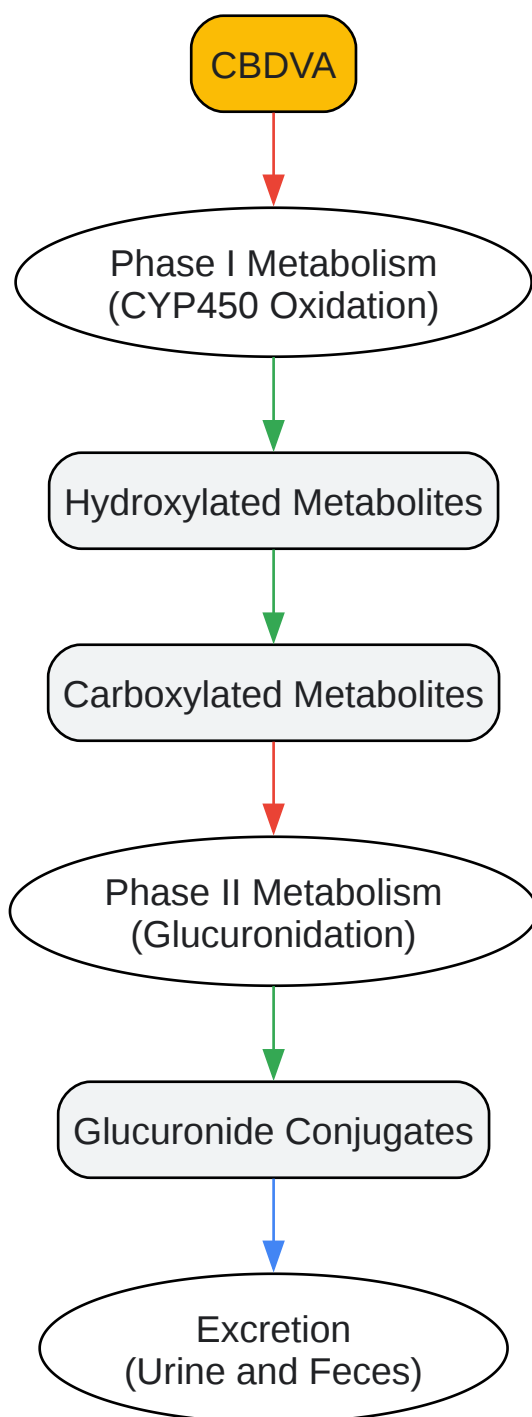 CBDVA
Phase I Metabolism
(CYP450 Oxidation)
Hydroxylated Metabolites
Carboxylated Metabolites
Phase II Metabolism
(Glucuronidation)
Glucuronide Conjugates
Excretion
(Urine and Feces)